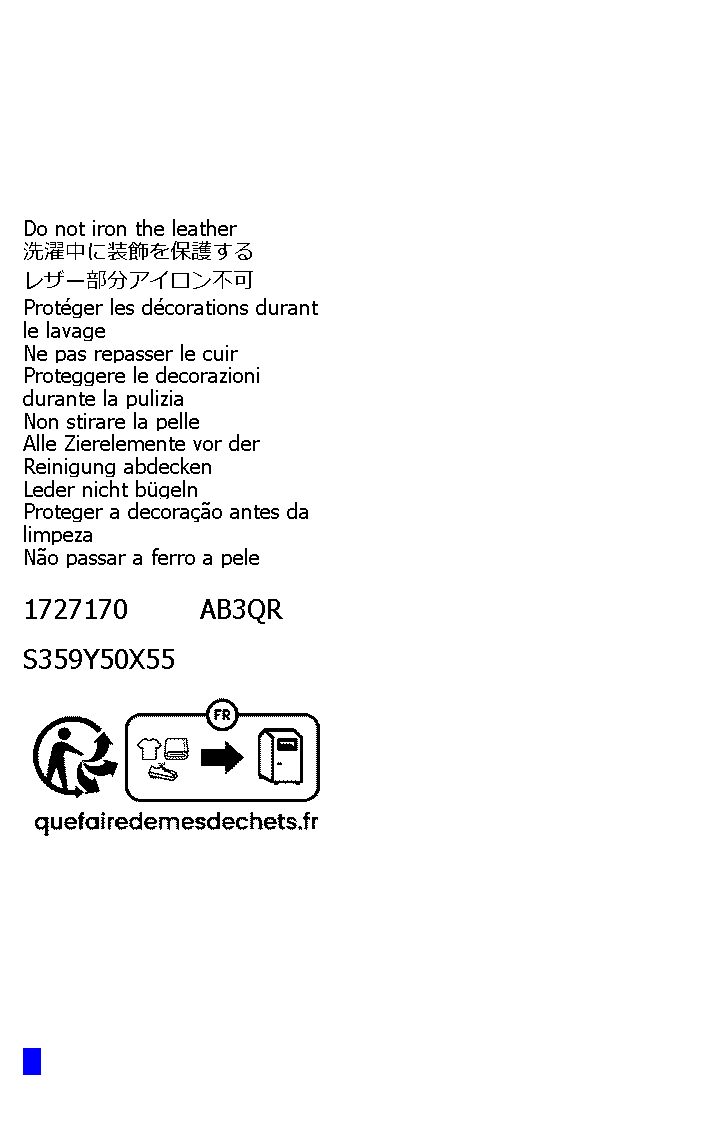 Do not iron the leather
洗濯中に装飾を保護する
レザー部分アイロン不可
Protéger les décorations durant
le lavage
Ne pas repasser le cuir
Proteggere le decorazioni
durante la pulizia
Non stirare la pelle
Alle Zierelemente vor der
Reinigung abdecken
Leder nicht bügeln
Proteger a decoração antes da
limpeza
Não passar a ferro a pele
1727170 AB3QR
S359Y50X55
FR
quefairedemesdechets.fr